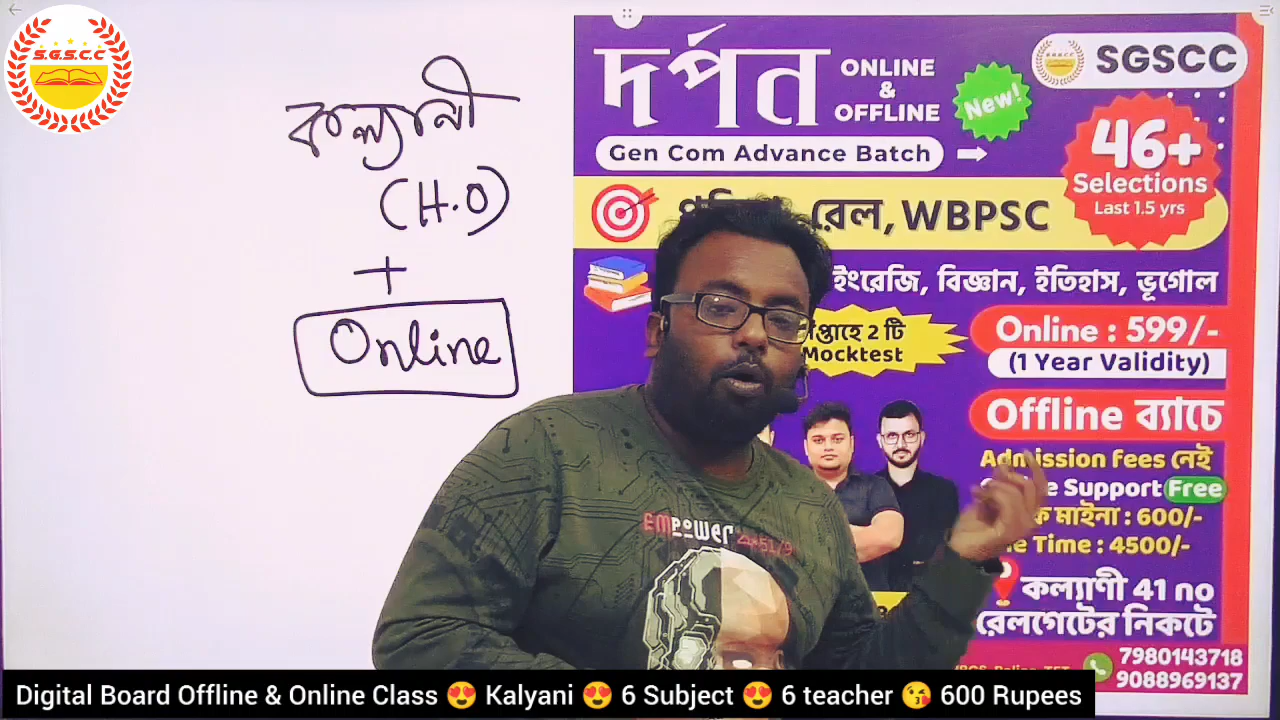 S.G.S.C.C
কল্যানী
(H.O)
+
Online
দর্পন
ONLINE
&
OFFLINE
New!
SGSCC
Gen Com Advance Batch
46+
Selections
Last 1.5 yrs
রেল, WBPSC
ইংরেজি, বিজ্ঞান, ইতিহাস, ভূগোল
2 টি
Mocktest
Online : 599/-
(1 Year Validity)
Offline ব্যাচে
Admission fees নেই
Support Free
মাইনা : 600/-
Time : 4500/-
কল্যাণী 41 no
রেলগেটের নিকটে
7980143718
9088969137
EMPOWER
Digital Board Offline & Online Class 😍 Kalyani 😍 6 Subject 😍 6 teacher 😘 600 Rupees